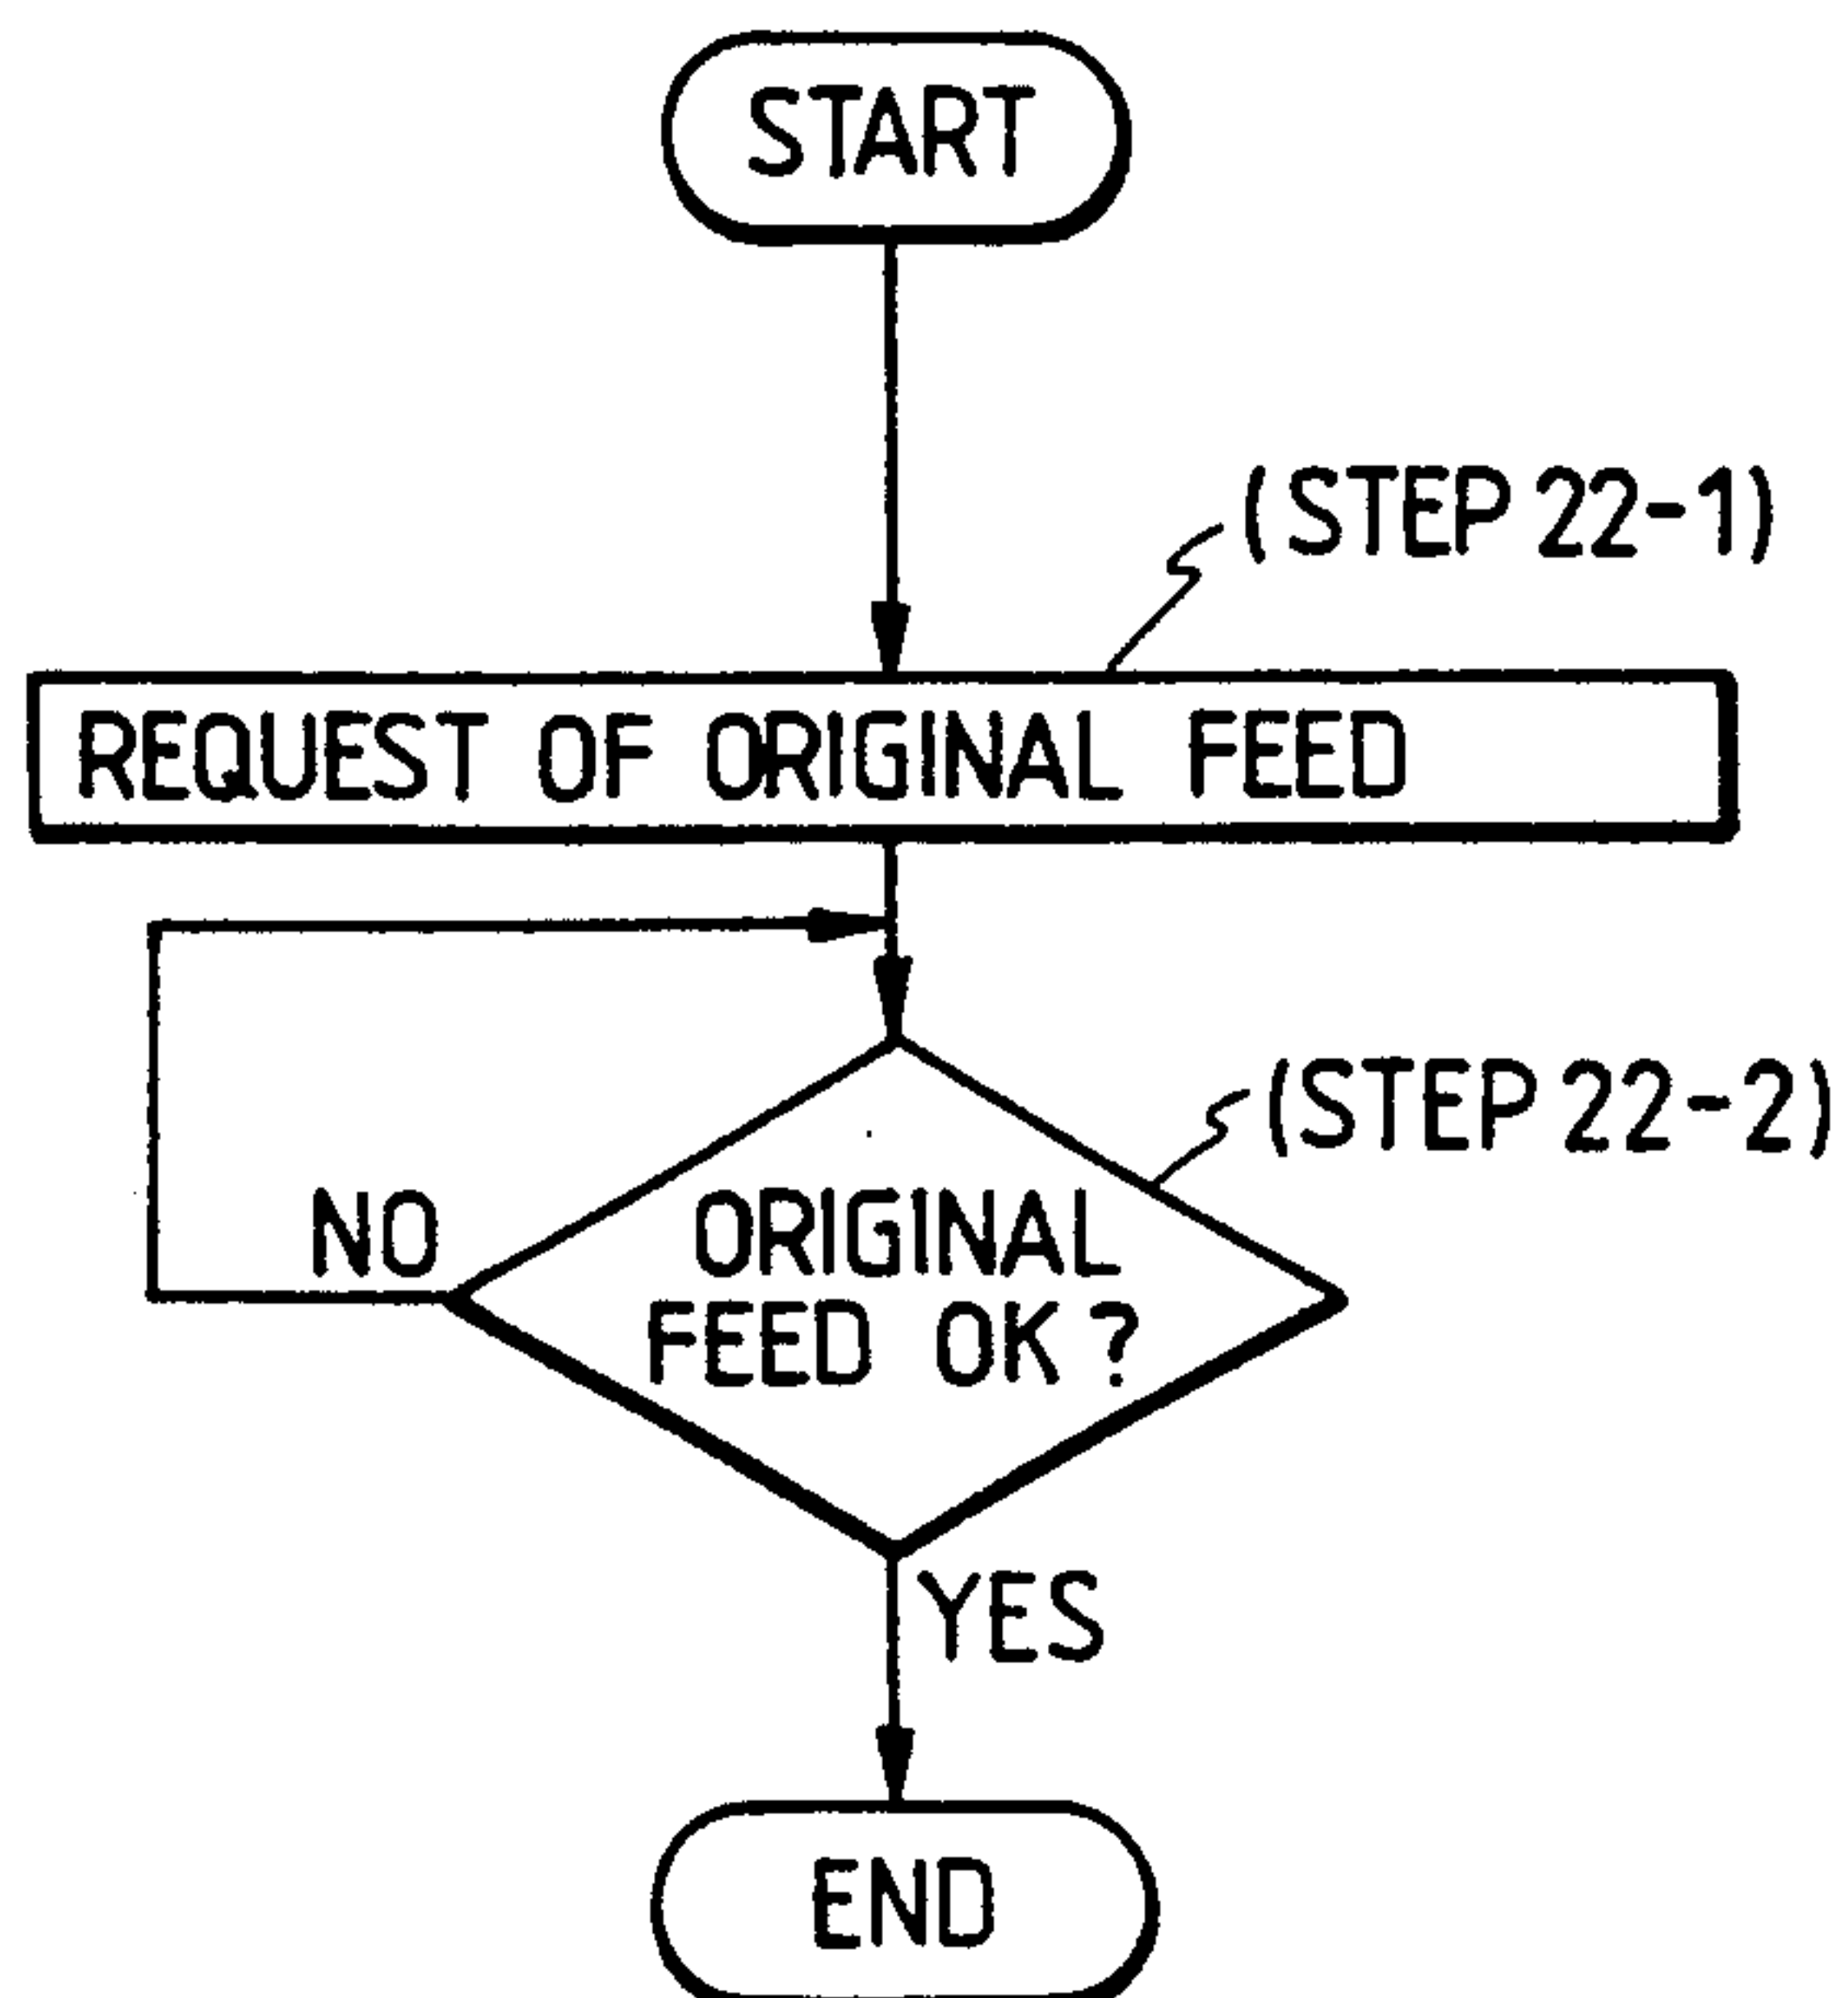 START
(STEP 22-1)
REQUEST OF ORIGINAL FEED
(STEP 22-2)
NO
ORIGINAL
FEED OK?
YES
END